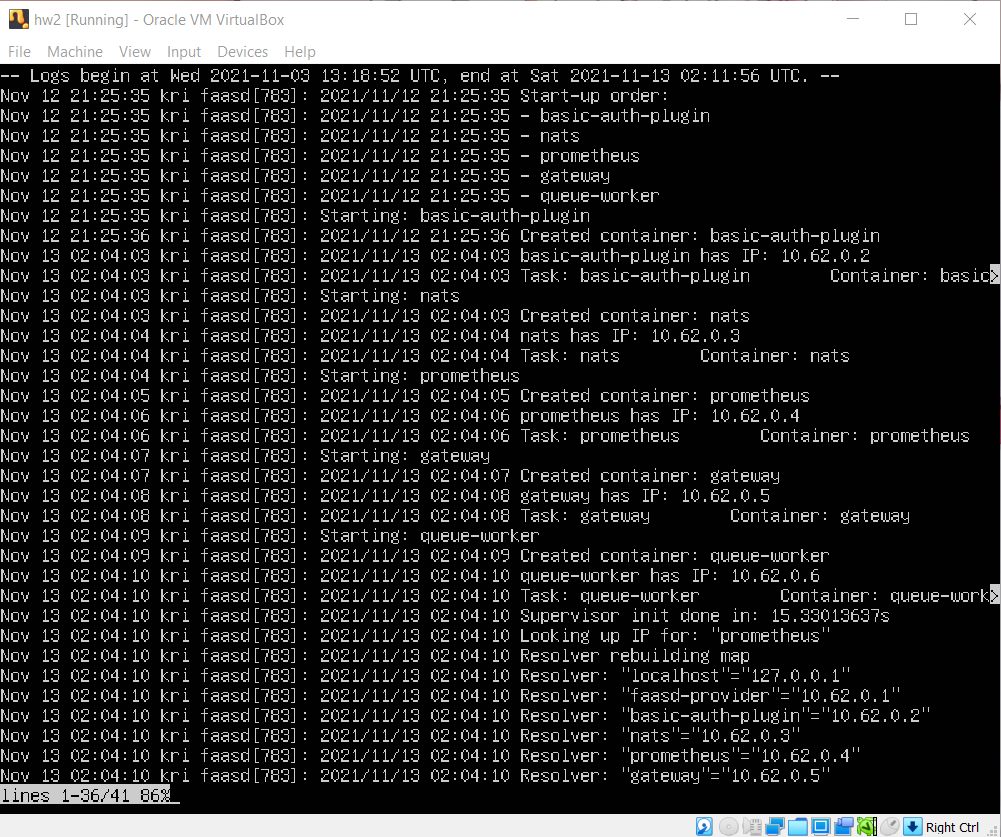 hw2 [Running] - Oracle VM VirtualBox
File Machine View Input Devices Help
-- Logs begin at Wed 2021-11-03 13:18:52 UTC, end at Sat 2021-11-13 02:11:56 UTC. --
Nov 12 21:25:35 kri faasd[783]: 2021/11/12 21:25:35 Start-up order:
Nov 12 21:25:35 kri faasd[783]: 2021/11/12 21:25:35 - basic-auth-plugin
Nov 12 21:25:35 kri faasd[783]: 2021/11/12 21:25:35 - nats
Nov 12 21:25:35 kri faasd[783]: 2021/11/12 21:25:35 - prometheus
Nov 12 21:25:35 kri faasd[783]: 2021/11/12 21:25:35 - gateway
Nov 12 21:25:35 kri faasd[783]: 2021/11/12 21:25:35 - queue-worker
Nov 12 21:25:35 kri faasd[783]: Starting: basic-auth-plugin
Nov 12 21:25:36 kri faasd[783]: 2021/11/12 21:25:36 Created container: basic-auth-plugin
Nov 13 02:04:03 kri faasd[783]: 2021/11/13 02:04:03 basic-auth-plugin has IP: 10.62.0.2
Nov 13 02:04:03 kri faasd[783]: 2021/11/13 02:04:03 Task: basic-auth-plugin Container: basic>
Nov 13 02:04:03 kri faasd[783]: Starting: nats
Nov 13 02:04:03 kri faasd[783]: 2021/11/13 02:04:03 Created container: nats
Nov 13 02:04:04 kri faasd[783]: 2021/11/13 02:04:04 nats has IP: 10.62.0.3
Nov 13 02:04:04 kri faasd[783]: 2021/11/13 02:04:04 Task: nats Container: nats
Nov 13 02:04:04 kri faasd[783]: Starting: prometheus
Nov 13 02:04:05 kri faasd[783]: 2021/11/13 02:04:05 Created container: prometheus
Nov 13 02:04:06 kri faasd[783]: 2021/11/13 02:04:06 prometheus has IP: 10.62.0.4
Nov 13 02:04:06 kri faasd[783]: 2021/11/13 02:04:06 Task: prometheus Container: prometheus
Nov 13 02:04:07 kri faasd[783]: Starting: gateway
Nov 13 02:04:07 kri faasd[783]: 2021/11/13 02:04:07 Created container: gateway
Nov 13 02:04:08 kri faasd[783]: 2021/11/13 02:04:08 gateway has IP: 10.62.0.5
Nov 13 02:04:08 kri faasd[783]: 2021/11/13 02:04:08 Task: gateway Container: gateway
Nov 13 02:04:09 kri faasd[783]: Starting: queue-worker
Nov 13 02:04:09 kri faasd[783]: 2021/11/13 02:04:09 Created container: queue-worker
Nov 13 02:04:10 kri faasd[783]: 2021/11/13 02:04:10 queue-worker has IP: 10.62.0.6
Nov 13 02:04:10 kri faasd[783]: 2021/11/13 02:04:10 Task: queue-worker Container: queue-work>
Nov 13 02:04:10 kri faasd[783]: 2021/11/13 02:04:10 Supervisor init done in: 15.33013637s
Nov 13 02:04:10 kri faasd[783]: 2021/11/13 02:04:10 Looking up IP for: "prometheus"
Nov 13 02:04:10 kri faasd[783]: 2021/11/13 02:04:10 Resolver rebuilding map
Nov 13 02:04:10 kri faasd[783]: 2021/11/13 02:04:10 Resolver: "localhost"="127.0.0.1"
Nov 13 02:04:10 kri faasd[783]: 2021/11/13 02:04:10 Resolver: "faasd-provider"="10.62.0.1"
Nov 13 02:04:10 kri faasd[783]: 2021/11/13 02:04:10 Resolver: "basic-auth-plugin"="10.62.0.2"
Nov 13 02:04:10 kri faasd[783]: 2021/11/13 02:04:10 Resolver: "nats"="10.62.0.3"
Nov 13 02:04:10 kri faasd[783]: 2021/11/13 02:04:10 Resolver: "prometheus"="10.62.0.4"
Nov 13 02:04:10 kri faasd[783]: 2021/11/13 02:04:10 Resolver: "gateway"="10.62.0.5"
lines 1-36/41 86%
Right Ctrl